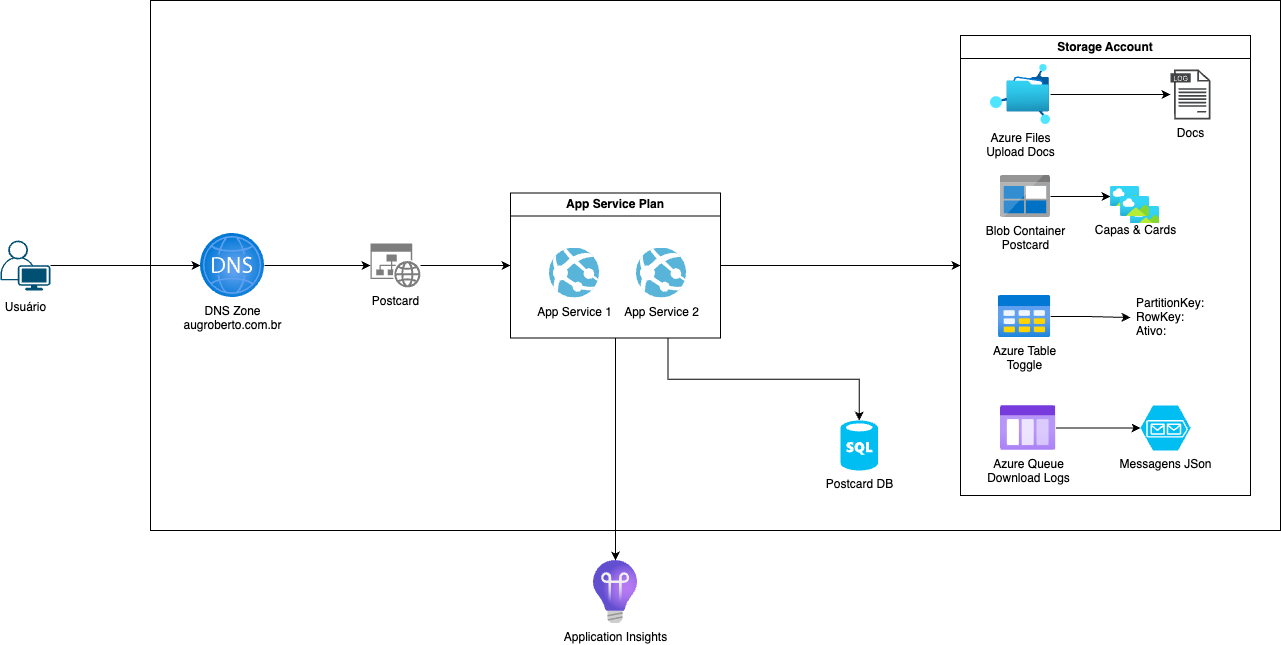 Storage Account
LOG
Azure Files
Upload Docs
Docs
Blob Container
Postcard
Capas & Cards
App Service Plan
App Service 1
App Service 2
Usuário
DNS
DNS Zone
augroberto.com.br
Postcard
PartitionKey:
RowKey:
Ativo:
Azure Table
Toggle
SQL
Postcard DB
Azure Queue
Download Logs
Messagens JSon
Application Insights